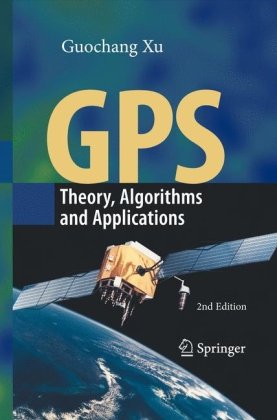 Guochang Xu
GPS
Theory, Algorithms
and Applications
2nd Edition
Springer